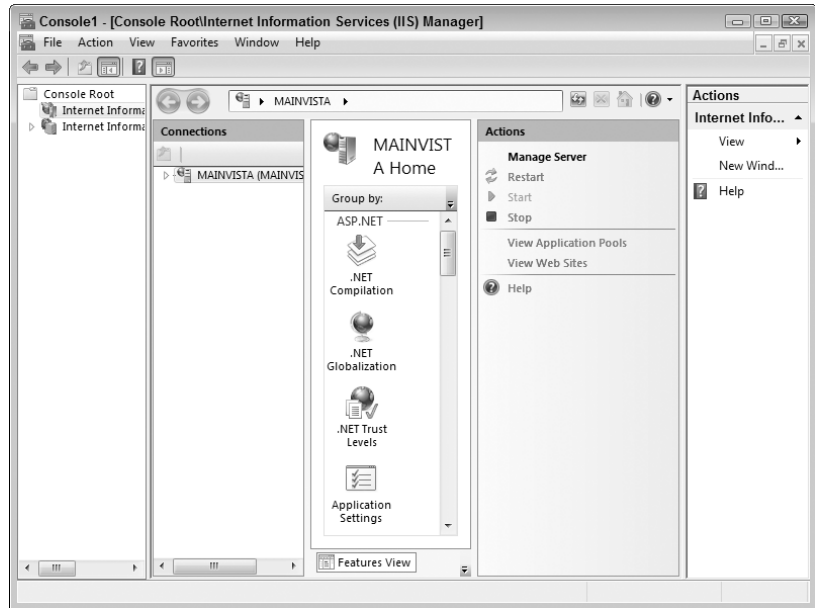 Console1 - [Console Root\Internet Information Services (IIS) Manager]
File Action View Favorites Window Help
Console Root
Internet Informa
Internet Informa
MAINVISTA
Connections
MAINVISTA (MAINVIS
MAINVIST
A Home
Group by:
ASP.NET
.NET
Compilation
.NET
Globalization
.NET Trust
Levels
Application
Settings
Features View
Actions
Manage Server
Restart
Start
Stop
View Application Pools
View Web Sites
Help
Actions
Internet Info...
View
New Wind...
Help